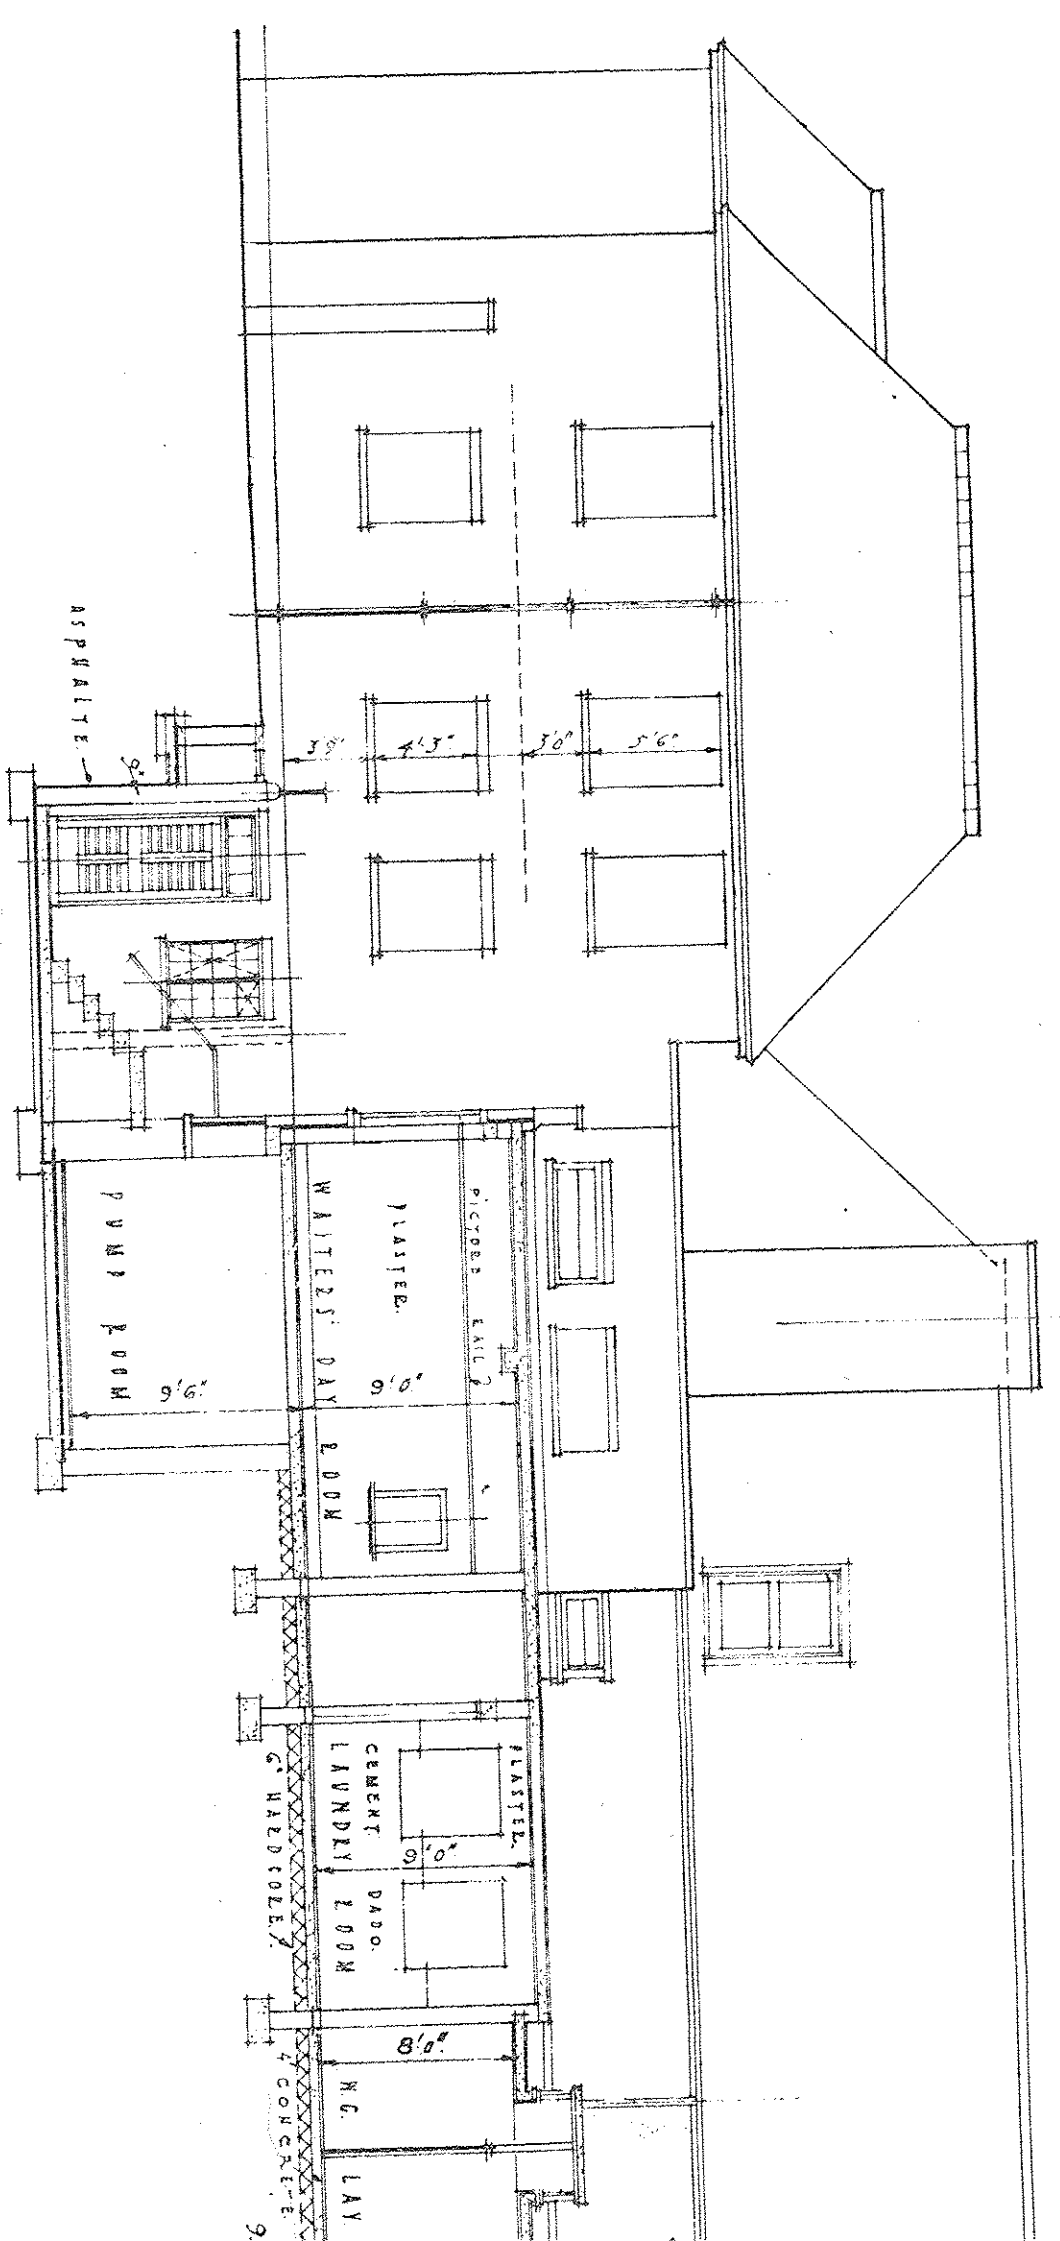 ASPHALTE.
3'9"
4'3"
3'0"
5'6"
PICTURE RAIL
PLASTER.
WAITERS' DAY ROOM
PUMP ROOM
9'6"
9'0"
PLASTER.
CEMENT DADO.
LAUNDRY ROOM
9'0"
6" HARDCORE
8'0"
W.C.
LAV.
4" CONCRETE
9.